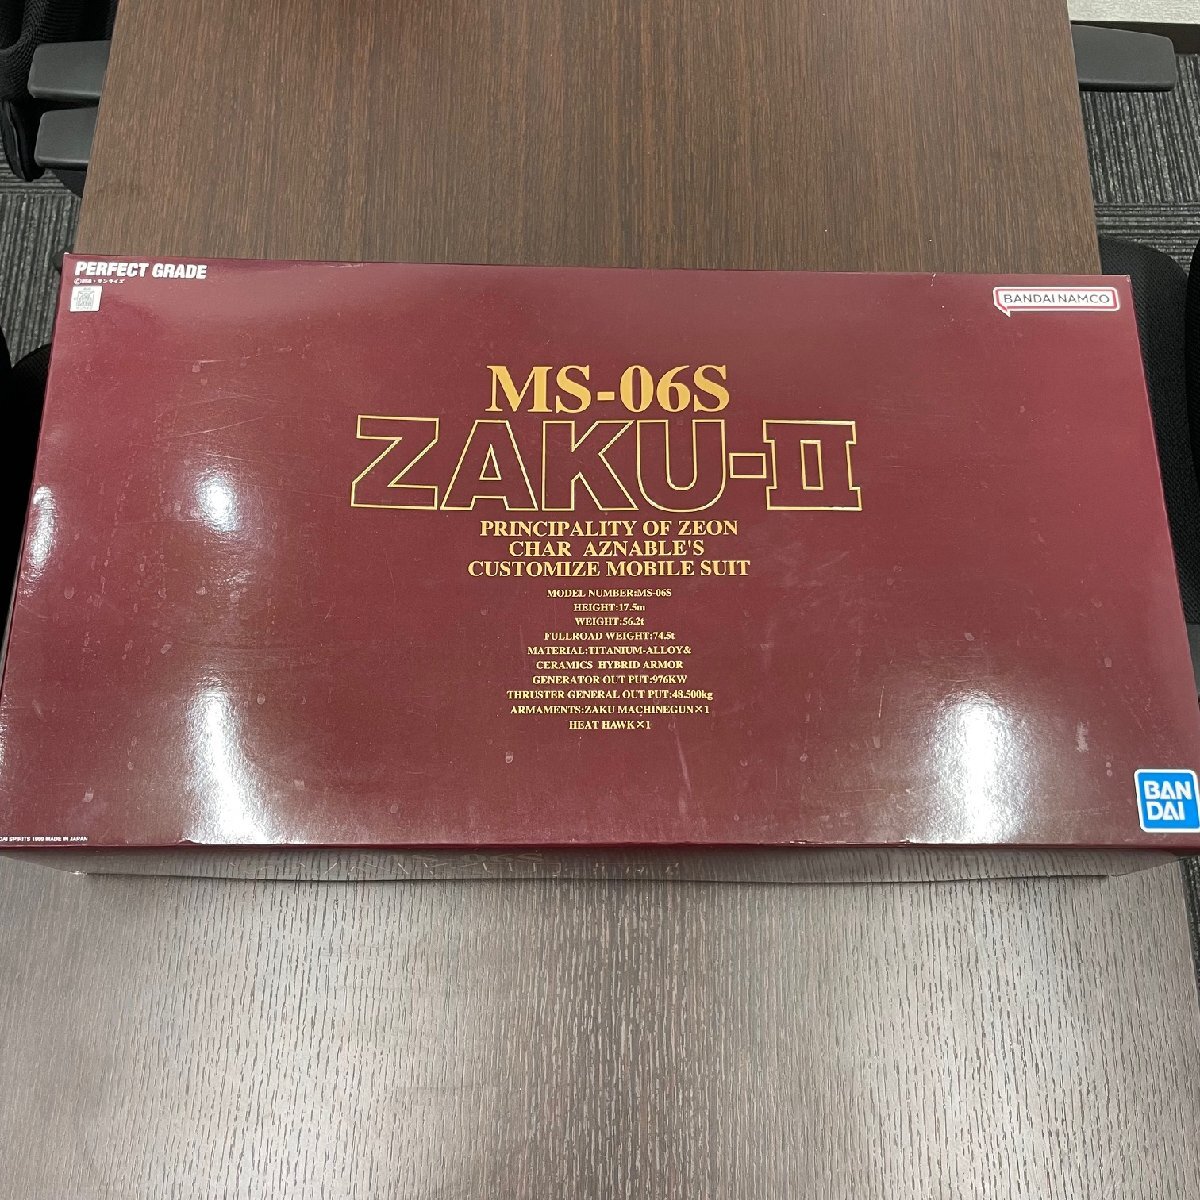 PERFECT GRADE
BANDAI NAMCO
MS-06S
ZAKU-II
PRINCIPALITY OF ZEON
CHAR AZNABLE'S
CUSTOMIZE MOBILE SUIT
MODEL NUMBER:MS-06S
HEIGHT:17.5m
WEIGHT:56.2t
FULLROAD WEIGHT:74.5t
MATERIAL:TITANIUM-ALLOY&
CERAMICS HYBRID ARMOR
GENERATOR OUT PUT:976KW
THRUSTER GENERAL OUT PUT:48.500kg
ARMAMENTS:ZAKU MACHINEGUN×1
HEAT HAWK×1
BAN
DAI
SPIRITS 1999 MADE IN JAPAN